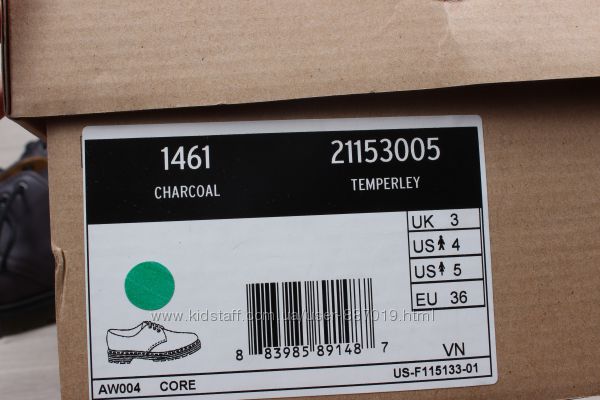 1461 21153005
CHARCOAL TEMPERLEY
UK 3
US 4
US 5
EU 36
www.kidstaff.com.ua/user-887019.html
8 83985 89148 7
VN
US-F115133-01
AW004 CORE